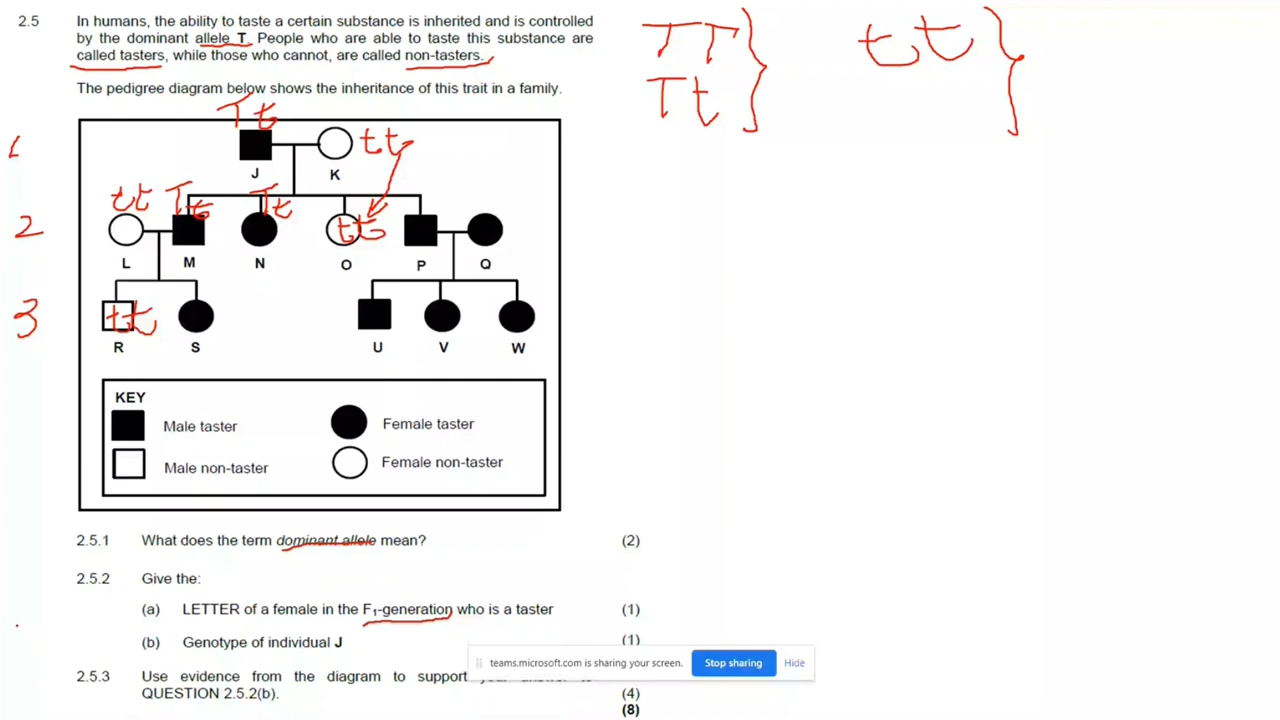 2.5 In humans, the ability to taste a certain substance is inherited and is controlled
by the dominant allele T. People who are able to taste this substance are
called tasters, while those who cannot, are called non-tasters.
The pedigree diagram below shows the inheritance of this trait in a family.
TT
Tt
tt
1
Tt
tt
J K
2
tt Tt Tt tt
L M N O P Q
3
tt
R S U V W
KEY
Male taster Female taster
Male non-taster Female non-taster
2.5.1 What does the term dominant allele mean? (2)
2.5.2 Give the:
(a) LETTER of a female in the F₁-generation who is a taster (1)
(b) Genotype of individual J (1)
teams.microsoft.com is sharing your screen. Stop sharing Hide
2.5.3 Use evidence from the diagram to support
QUESTION 2.5.2(b). (4)
(8)